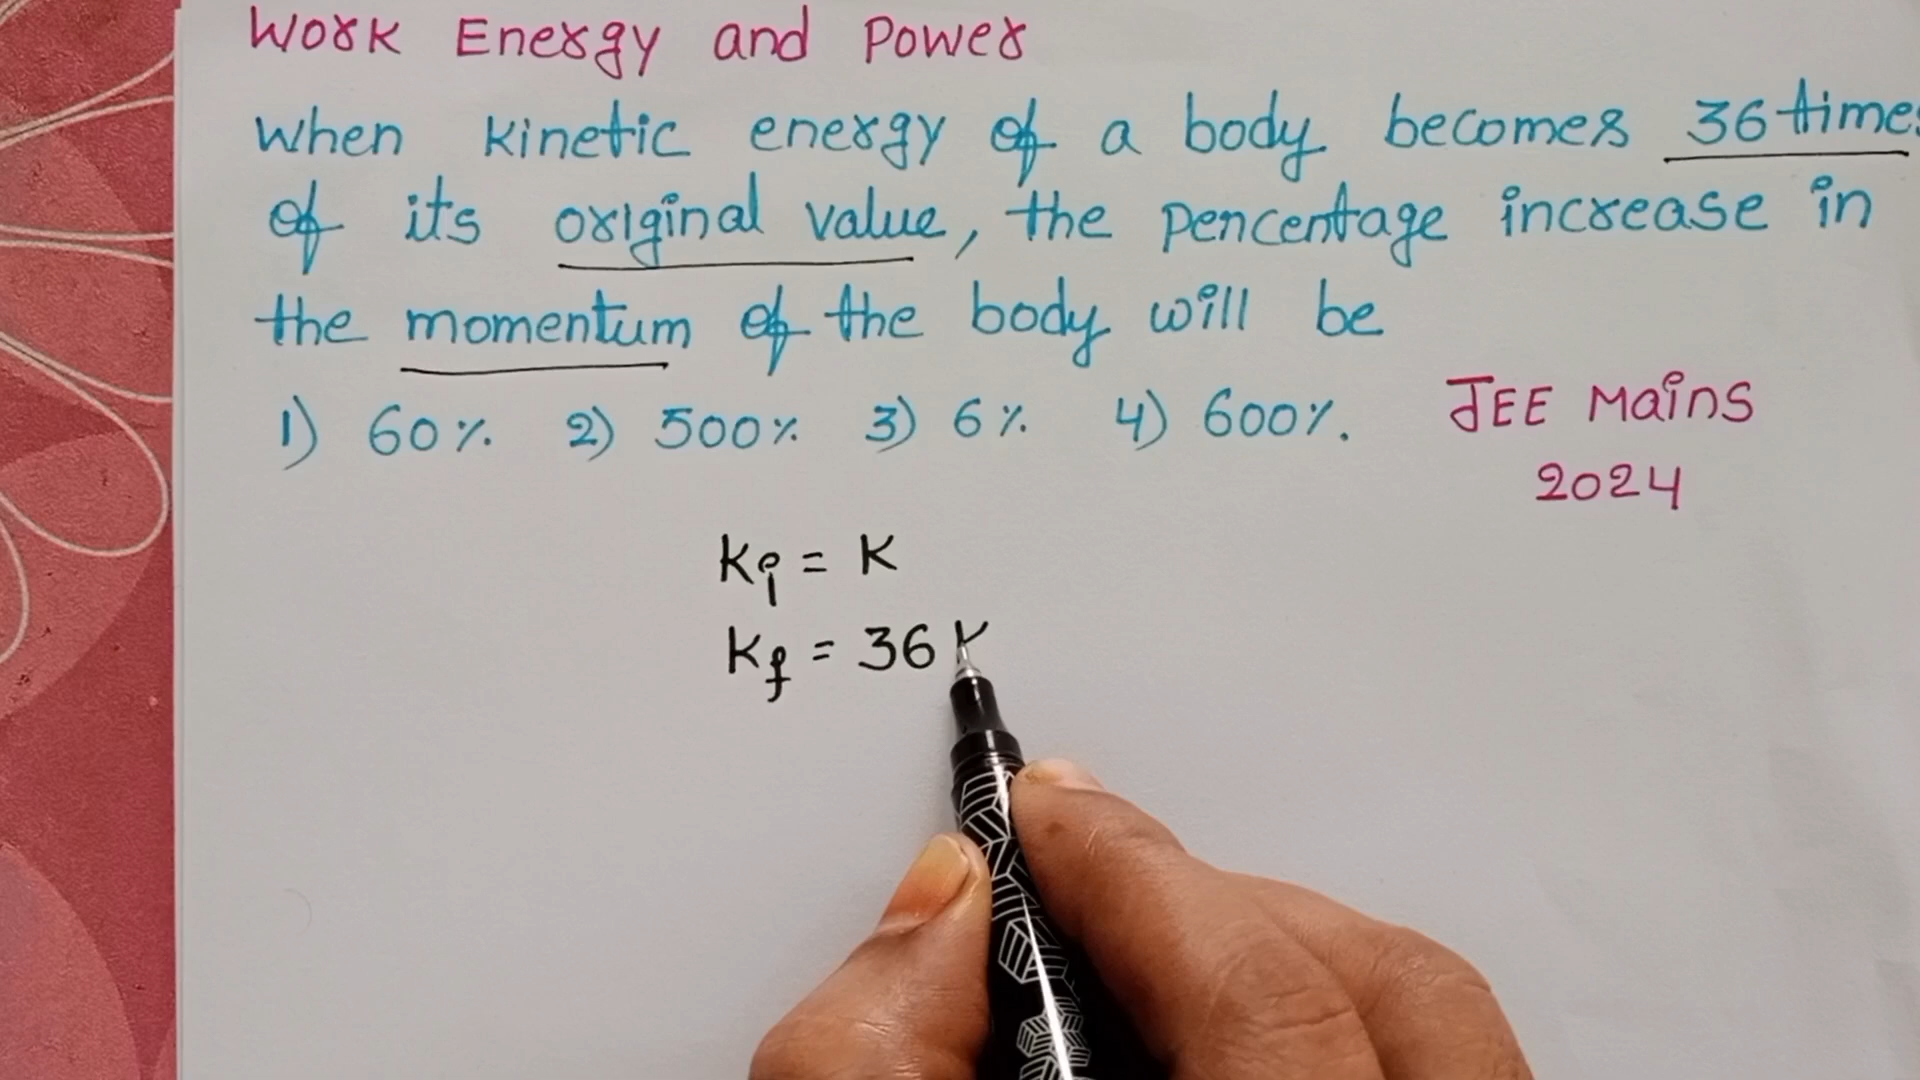 Work Energy and Power
When kinetic energy of a body becomes 36 times
of its original value, the pencentage increase in
the momentum of the body will be
1) 60% 2) 500% 3) 6% 4) 600%. JEE Mains
2024
Ki = K
Kf = 36 K